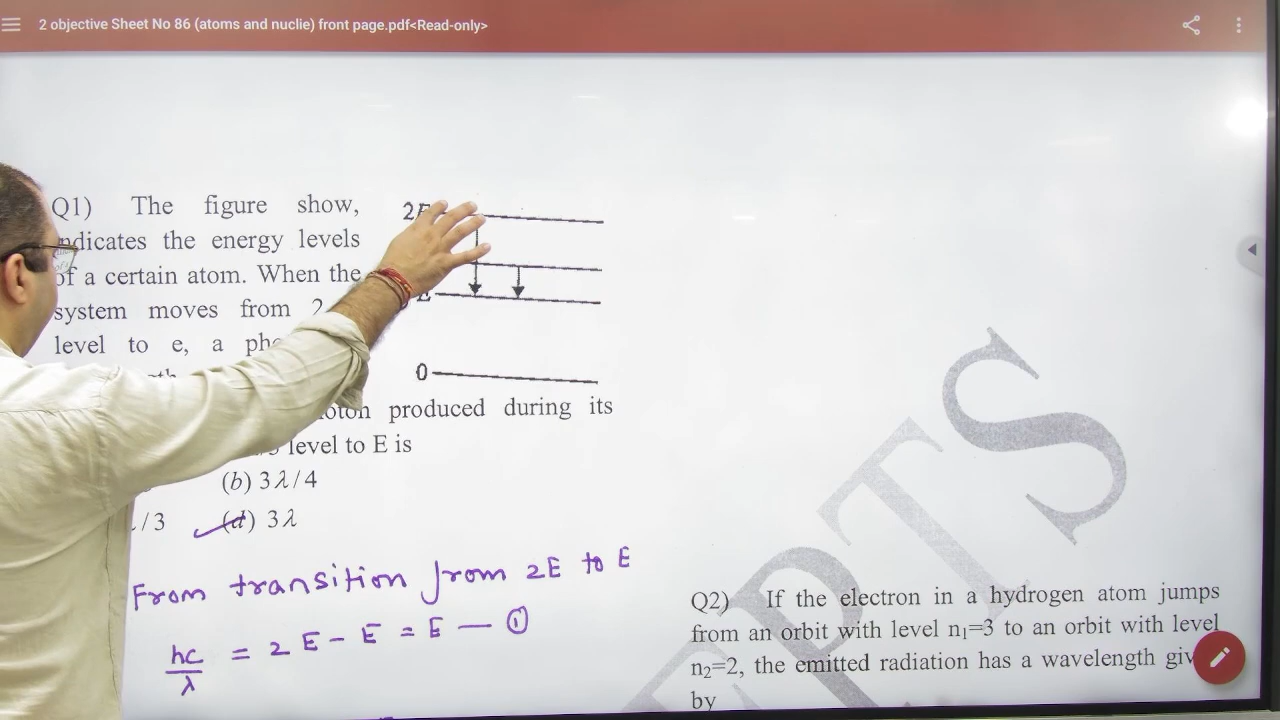 2 objective Sheet No 86 (atoms and nuclie) front page.pdf<Read-only>
Q1) The figure show,
indicates the energy levels
of a certain atom. When the
system moves from 2
level to e, a
produced during its
level to E is
(b) 3λ/4
/3 (d) 3λ
2E
E
0
From transition from 2E to E
hc/λ = 2E - E = E — ①
Q2) If the electron in a hydrogen atom jumps
from an orbit with level n₁=3 to an orbit with level
n₂=2, the emitted radiation has a wavelength
by
EPTS